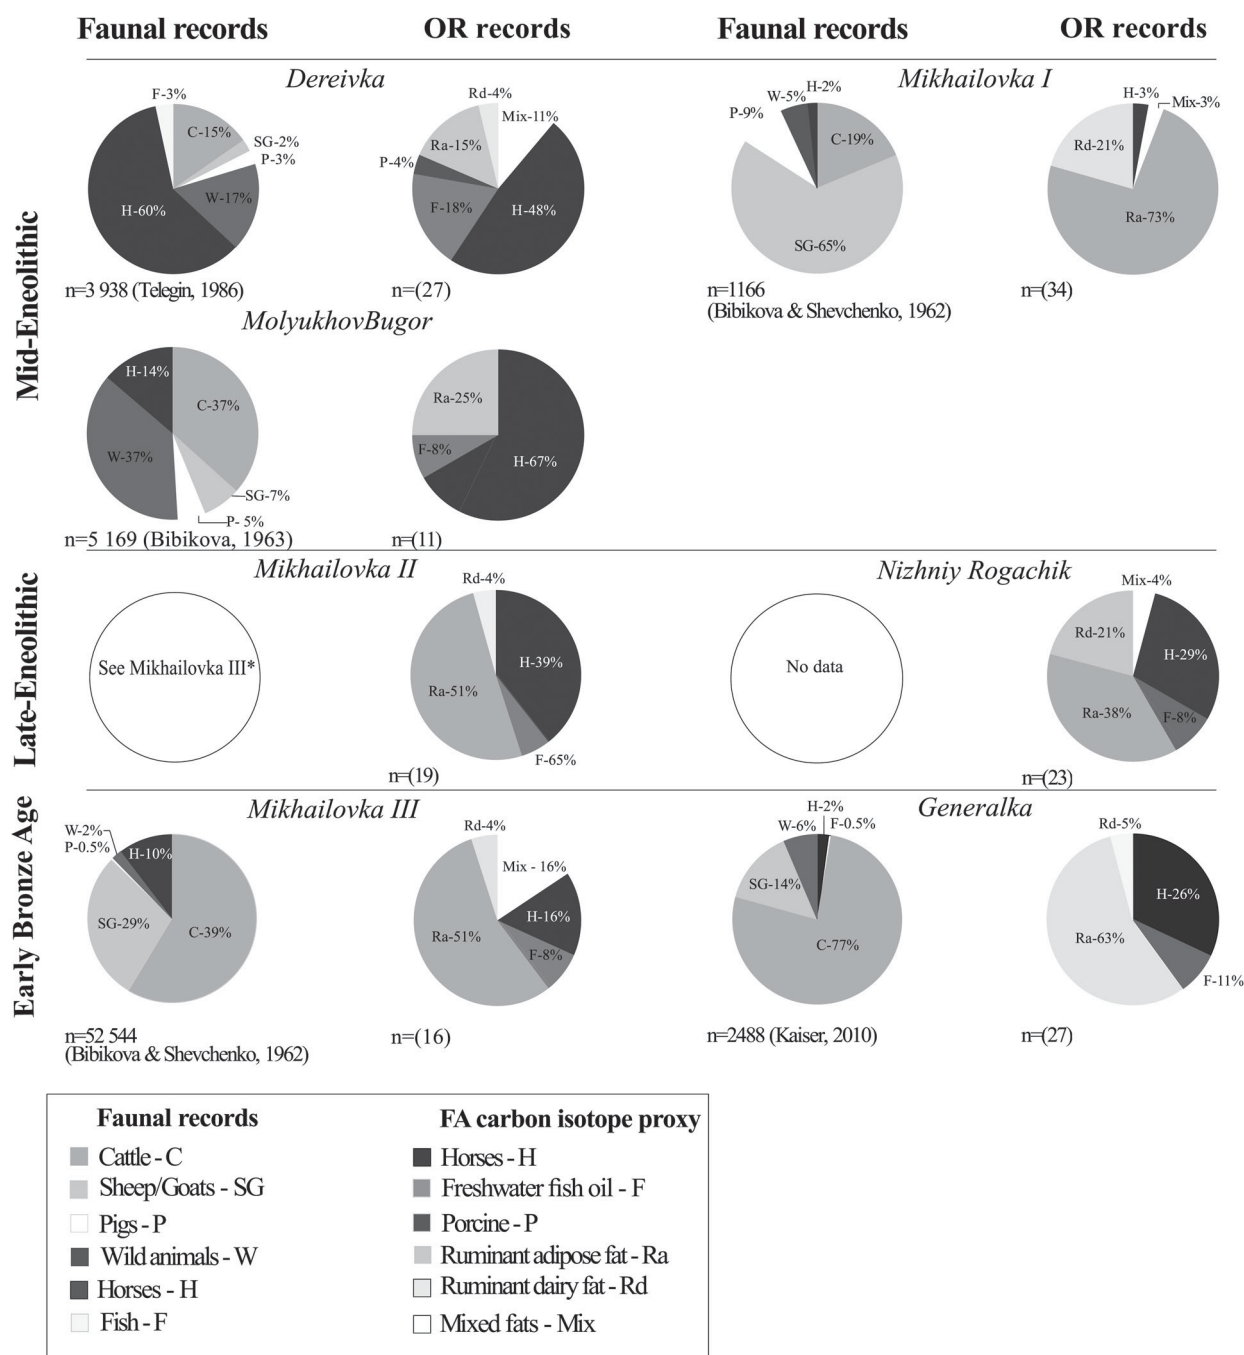 Faunal records OR records Faunal records OR records
Mid-Eneolithic
Dereivka
F-3%
C-15%
SG-2%
P-3%
W-17%
H-60%
n=3 938 (Telegin, 1986)
Rd-4%
Mix-11%
Ra-15%
P-4%
F-18%
H-48%
n=(27)
Mikhailovka I
H-2%
W-5%
P-9%
C-19%
SG-65%
n=1166
(Bibikova & Shevchenko, 1962)
H-3%
Mix-3%
Rd-21%
Ra-73%
n=(34)
MolyukhovBugor
H-14%
C-37%
W-37%
SG-7%
P- 5%
n=5 169 (Bibikova, 1963)
Ra-25%
F-8%
H-67%
n=(11)
Late-Eneolithic
Mikhailovka II
See Mikhailovka III*
Rd-4%
H-39%
Ra-51%
F-65%
n=(19)
Nizhniy Rogachik
No data
Mix-4%
Rd-21%
H-29%
Ra-38%
F-8%
n=(23)
Early Bronze Age
Mikhailovka III
W-2%
P-0.5%
H-10%
SG-29%
C-39%
n=52 544
(Bibikova & Shevchenko, 1962)
Rd-4%
Mix - 16%
H-16%
Ra-51%
F-8%
n=(16)
Generalka
H-2%
F-0.5%
W-6%
SG-14%
C-77%
n=2488 (Kaiser, 2010)
Rd-5%
H-26%
Ra-63%
F-11%
n=(27)
Faunal records
Cattle - C
Sheep/Goats - SG
Pigs - P
Wild animals - W
Horses - H
Fish - F
FA carbon isotope proxy
Horses - H
Freshwater fish oil - F
Porcine - P
Ruminant adipose fat - Ra
Ruminant dairy fat - Rd
Mixed fats - Mix